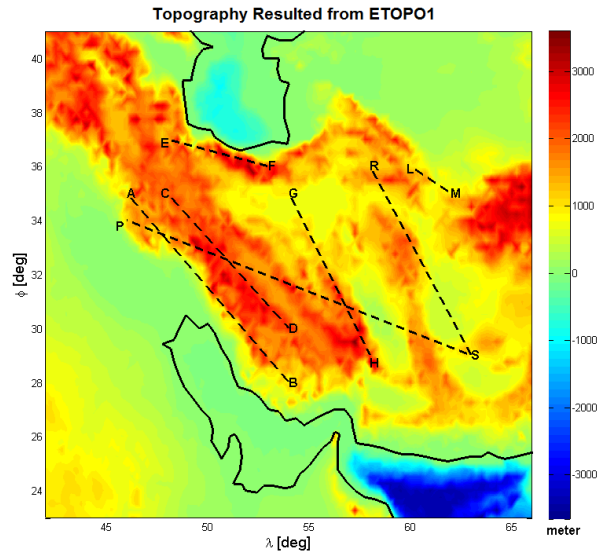 Topography Resulted from ETOPO1
40
38
36
34
32
30
28
26
24
ϕ [deg]
E
F
A
C
G
R
L
M
P
D
B
H
S
45
50
55
60
65
λ [deg]
3000
2000
1000
0
-1000
-2000
-3000
meter